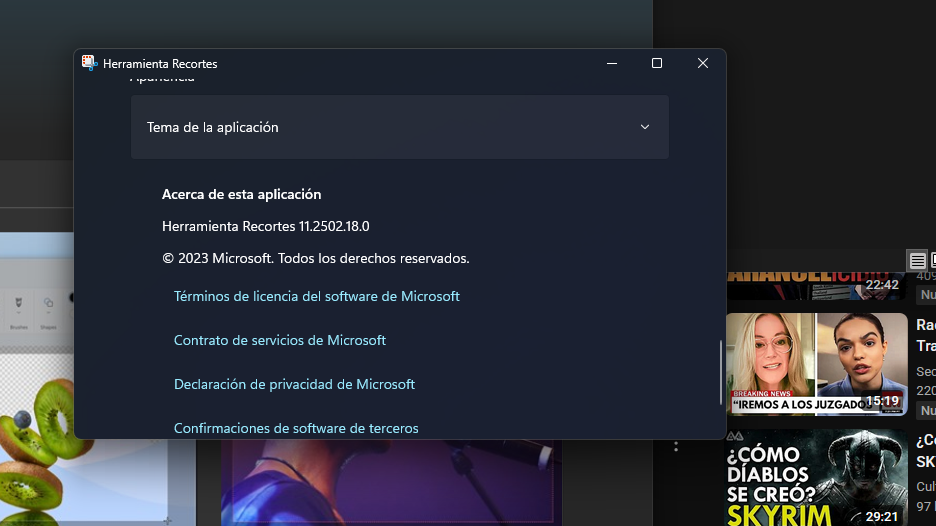 Herramienta Recortes
Apariencia
Tema de la aplicación
Acerca de esta aplicación
Herramienta Recortes 11.2502.18.0
© 2023 Microsoft. Todos los derechos reservados.
Términos de licencia del software de Microsoft
Contrato de servicios de Microsoft
Declaración de privacidad de Microsoft
Confirmaciones de software de terceros
Brushes
Shapes
22:42
409
Nu
BREAKING NEWS
"IREMOS A LOS JUZGADO
15:19
Ra
Tra
Sec
220
Nu
¿CÓMO
DÍABLOS
SE CREÓ?
SKYRIM
29:21
¿C
SK
Cul
97